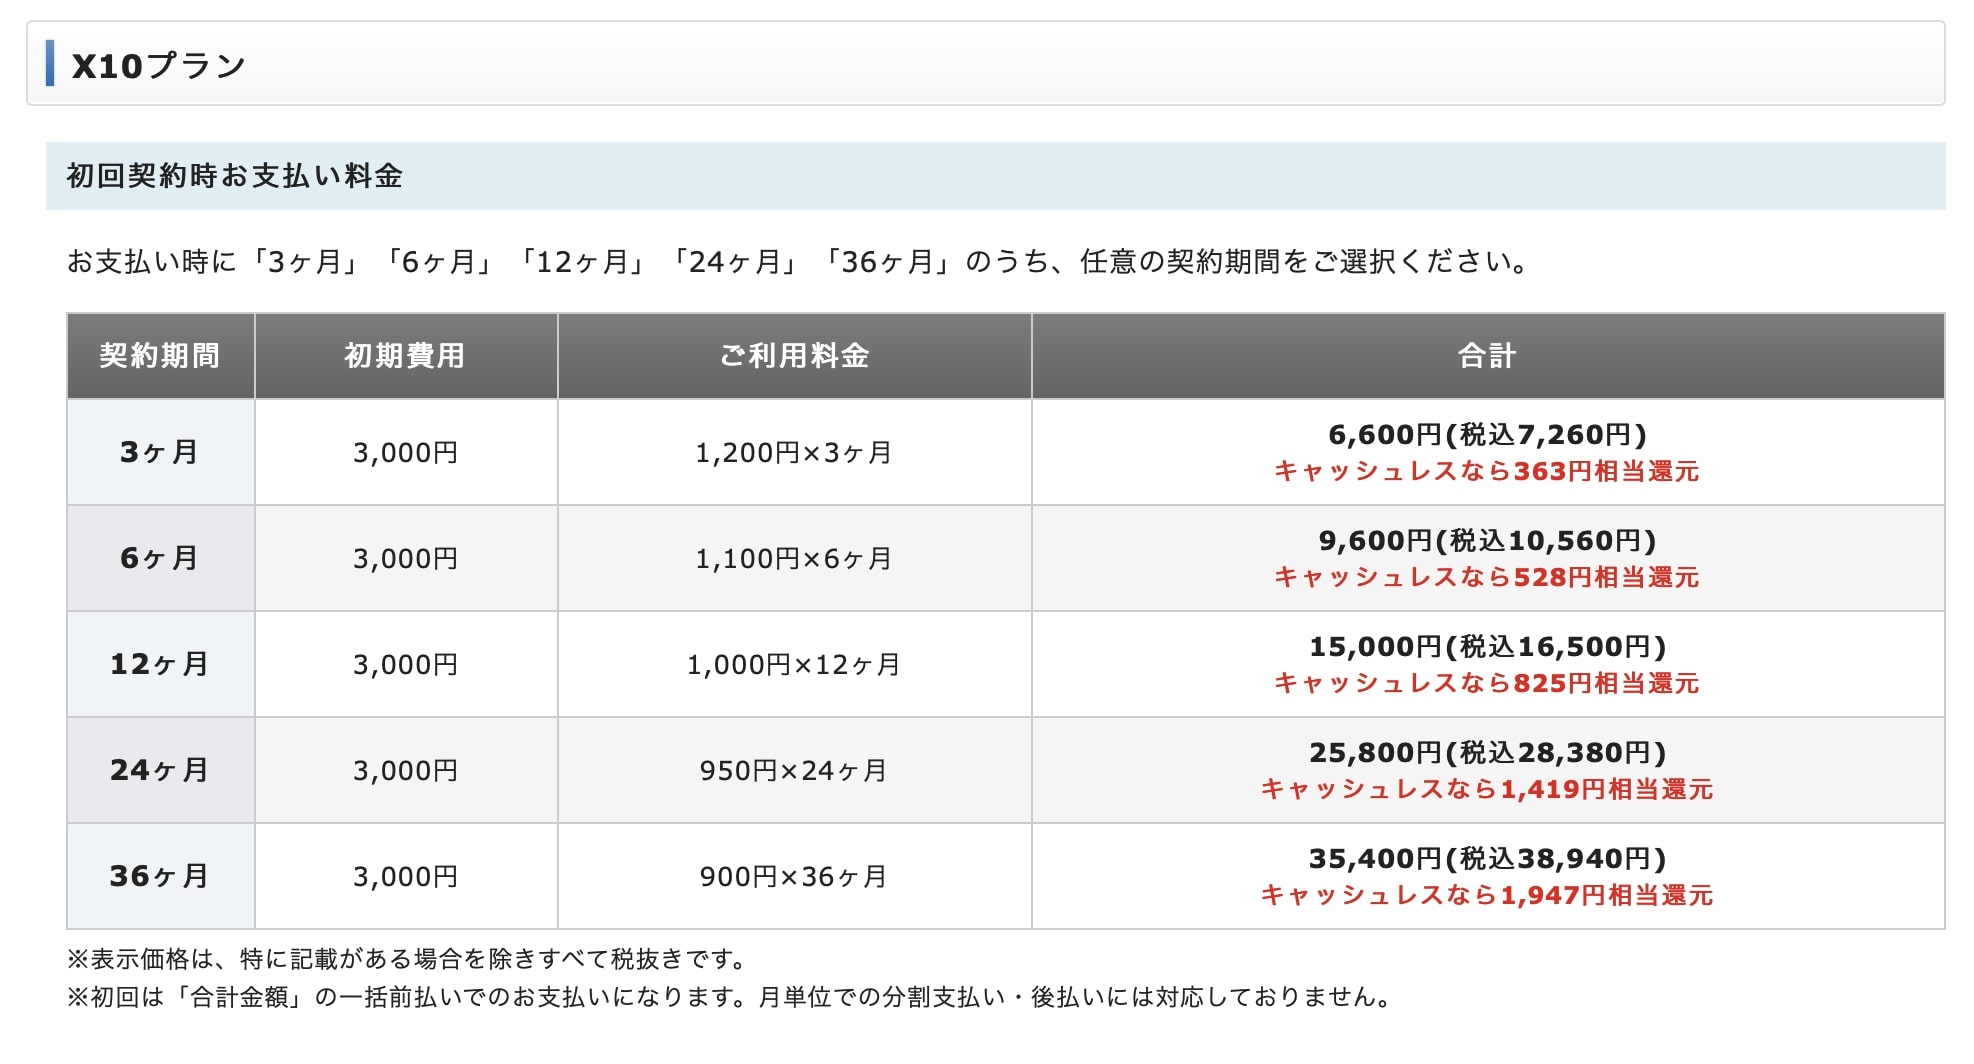 X10プラン
初回契約時お支払い料金
お支払い時に「3ヶ月」「6ヶ月」「12ヶ月」「24ヶ月」「36ヶ月」のうち、任意の契約期間をご選択ください。
契約期間 初期費用 ご利用料金 合計
3ヶ月 3,000円 1,200円×3ヶ月 6,600円(税込7,260円)
キャッシュレスなら363円相当還元
6ヶ月 3,000円 1,100円×6ヶ月 9,600円(税込10,560円)
キャッシュレスなら528円相当還元
12ヶ月 3,000円 1,000円×12ヶ月 15,000円(税込16,500円)
キャッシュレスなら825円相当還元
24ヶ月 3,000円 950円×24ヶ月 25,800円(税込28,380円)
キャッシュレスなら1,419円相当還元
36ヶ月 3,000円 900円×36ヶ月 35,400円(税込38,940円)
キャッシュレスなら1,947円相当還元
※表示価格は、特に記載がある場合を除きすべて税抜きです。
※初回は「合計金額」の一括前払いでのお支払いになります。月単位での分割支払い・後払いには対応しておりません。